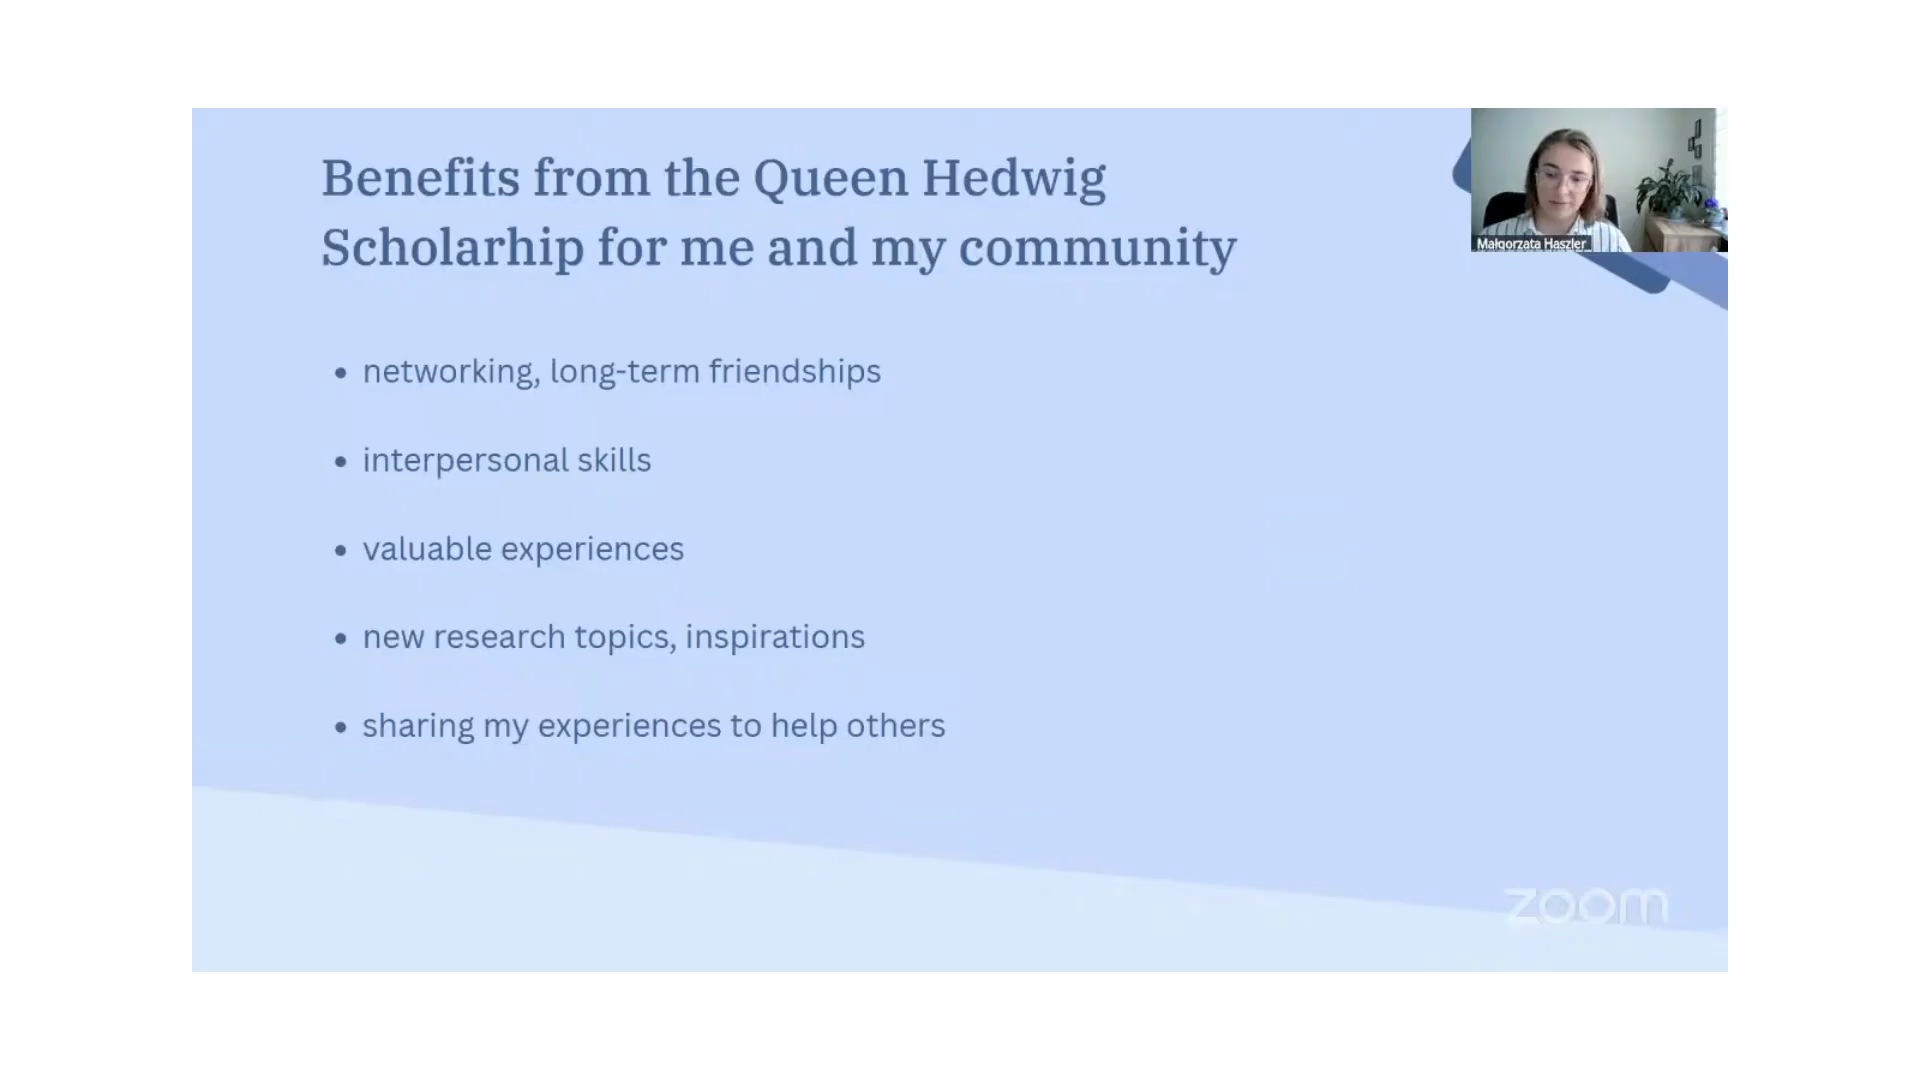 Benefits from the Queen Hedwig
Scholarhip for me and my community
Małgorzata Haszler
• networking, long-term friendships
• interpersonal skills
• valuable experiences
• new research topics, inspirations
• sharing my experiences to help others
zoom